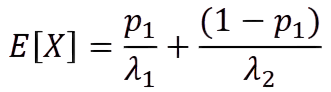 E[X] = p₁/λ₁ + (1 − p₁)/λ₂